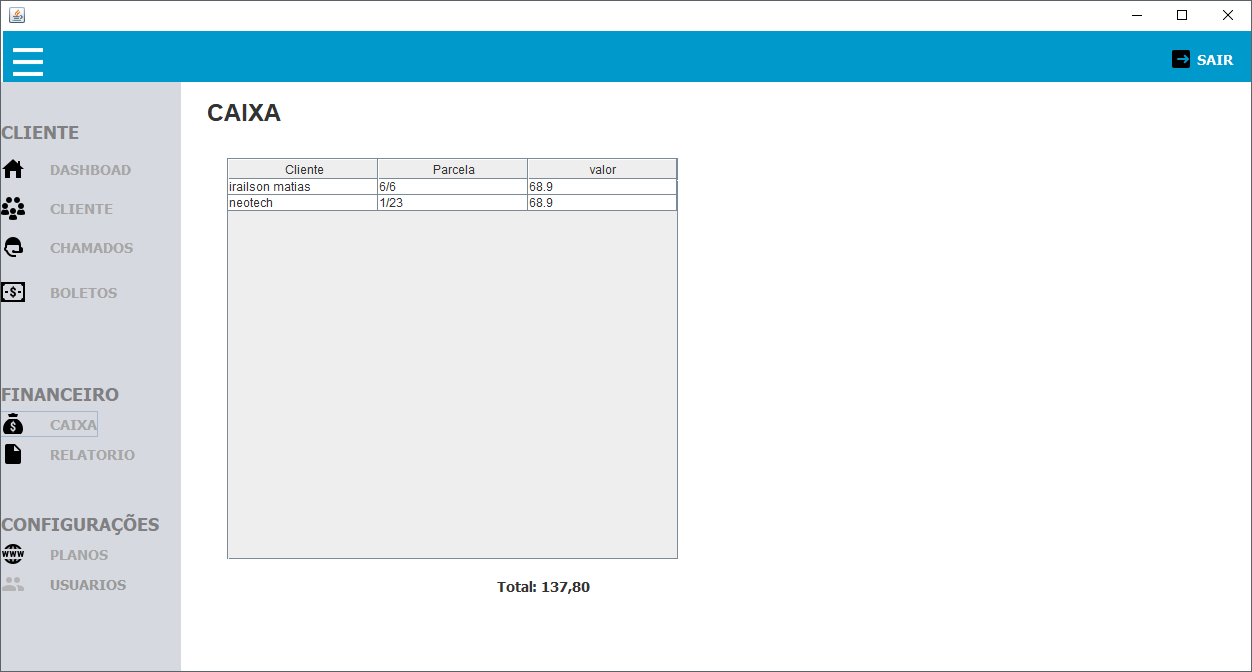 SAIR
CLIENTE
DASHBOAD
CLIENTE
CHAMADOS
BOLETOS
FINANCEIRO
CAIXA
RELATORIO
CONFIGURAÇÕES
WWW PLANOS
USUARIOS
CAIXA
Cliente Parcela valor
irailson matias 6/6 68.9
neotech 1/23 68.9
Total: 137,80